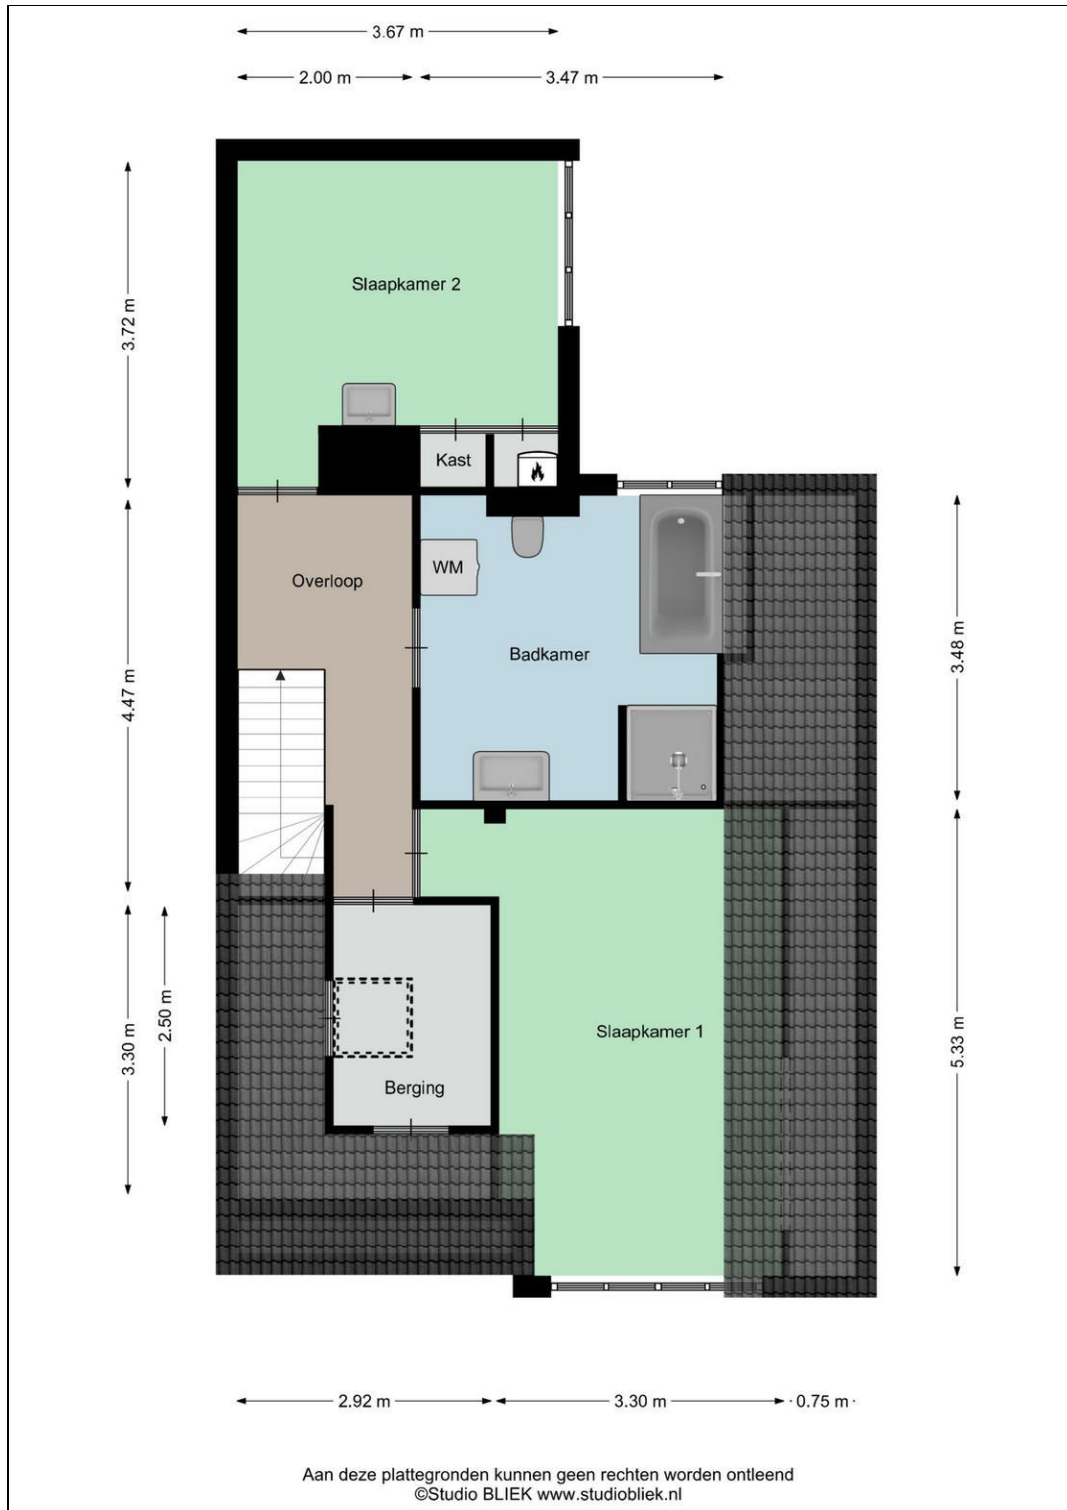 3.67 m
2.00 m
3.47 m
3.72 m
Slaapkamer 2
Kast
Overloop
WM
Badkamer
4.47 m
3.48 m
3.30 m
2.50 m
Berging
Slaapkamer 1
5.33 m
2.92 m
3.30 m
0.75 m
Aan deze plattegronden kunnen geen rechten worden ontleend
©Studio BLIEK www.studiobliek.nl